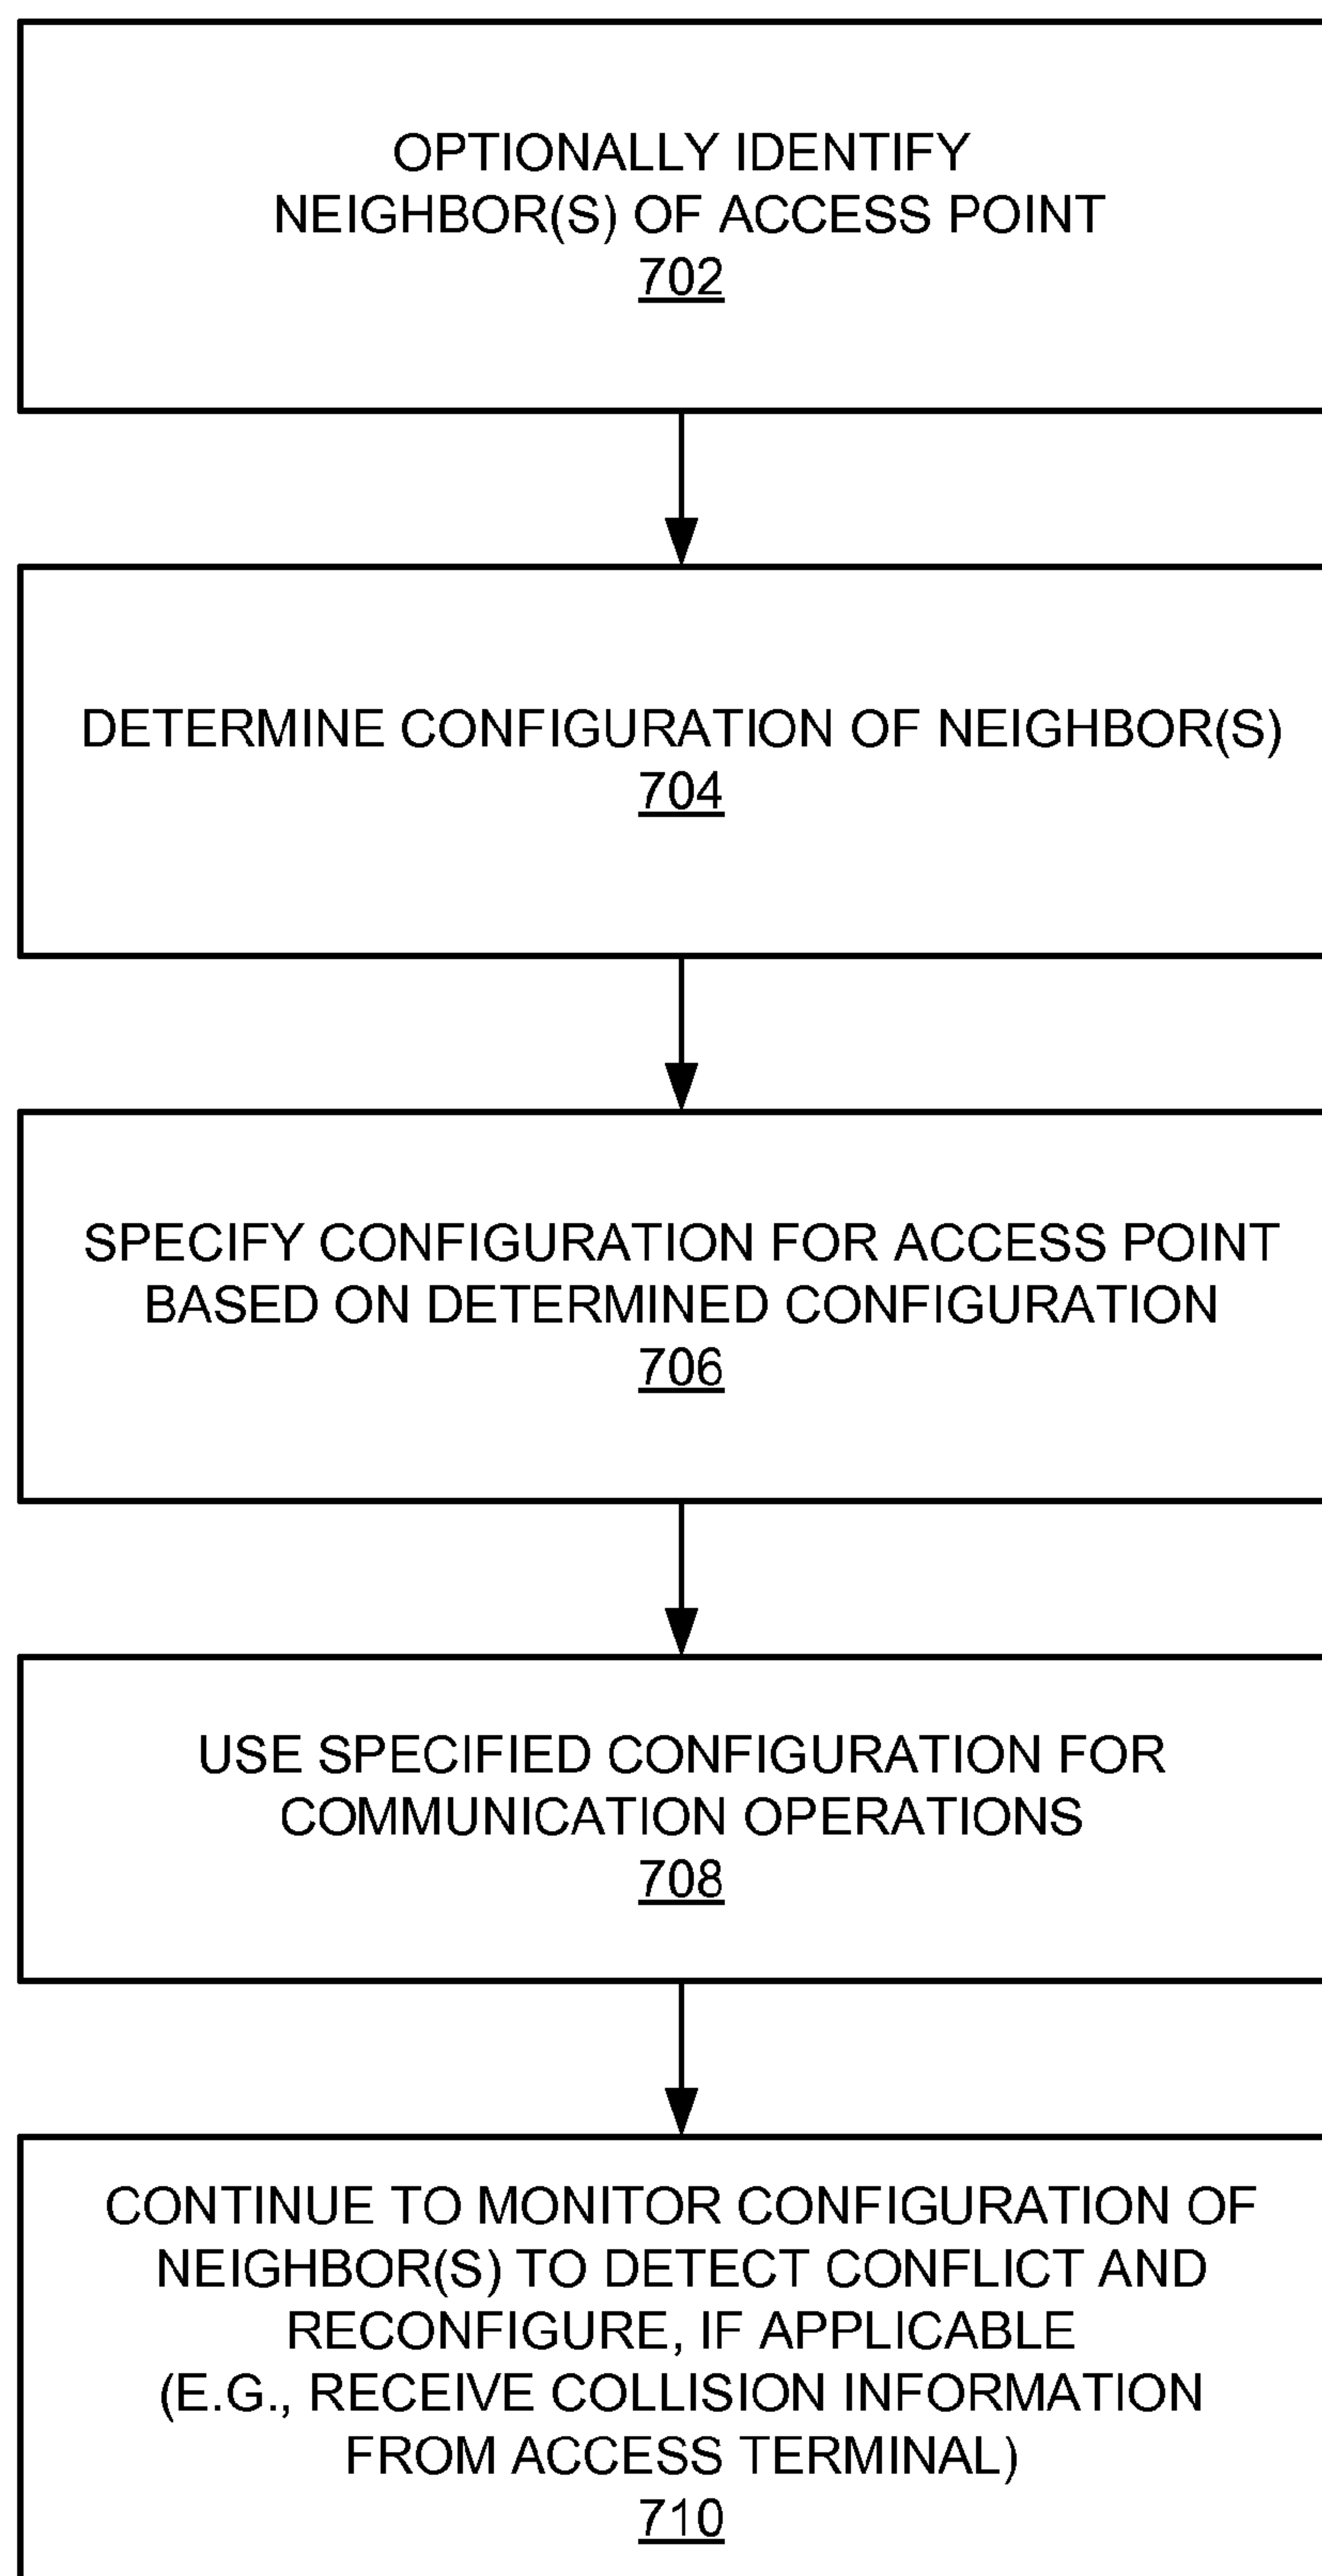 OPTIONALLY IDENTIFY
NEIGHBOR(S) OF ACCESS POINT
702
DETERMINE CONFIGURATION OF NEIGHBOR(S)
704
SPECIFY CONFIGURATION FOR ACCESS POINT
BASED ON DETERMINED CONFIGURATION
706
USE SPECIFIED CONFIGURATION FOR
COMMUNICATION OPERATIONS
708
CONTINUE TO MONITOR CONFIGURATION OF
NEIGHBOR(S) TO DETECT CONFLICT AND
RECONFIGURE, IF APPLICABLE
(E.G., RECEIVE COLLISION INFORMATION
FROM ACCESS TERMINAL)
710